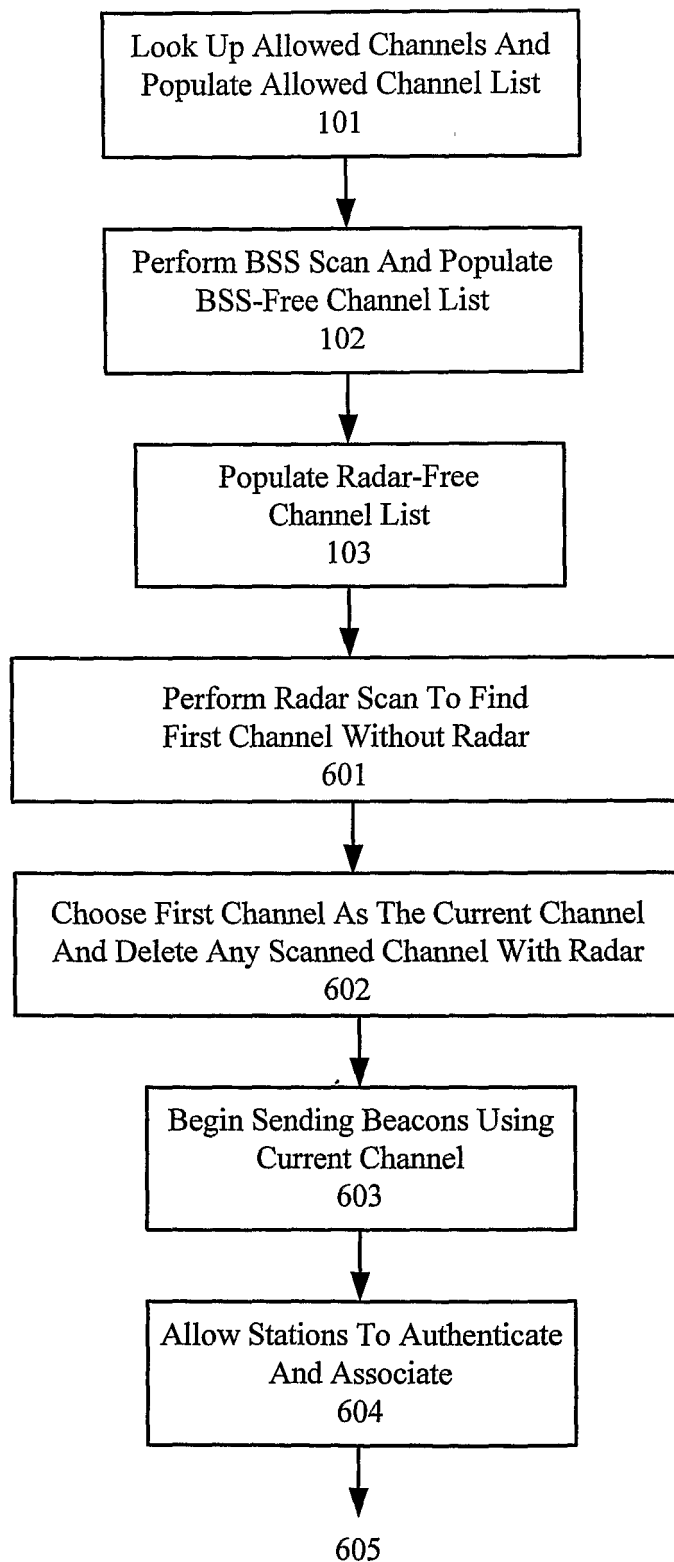 Look Up Allowed Channels And
Populate Allowed Channel List
101
Perform BSS Scan And Populate
BSS-Free Channel List
102
Populate Radar-Free
Channel List
103
Perform Radar Scan To Find
First Channel Without Radar
601
Choose First Channel As The Current Channel
And Delete Any Scanned Channel With Radar
602
Begin Sending Beacons Using
Current Channel
603
Allow Stations To Authenticate
And Associate
604
605